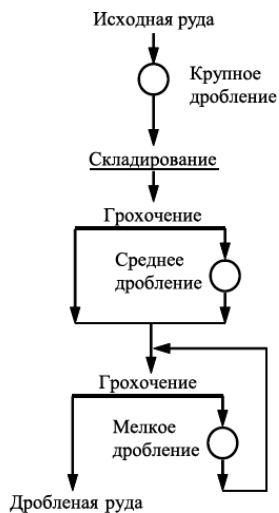 Исходная руда
Крупное
дробление
Складирование
Грохочение
Среднее
дробление
Грохочение
Мелкое
дробление
Дробленая руда